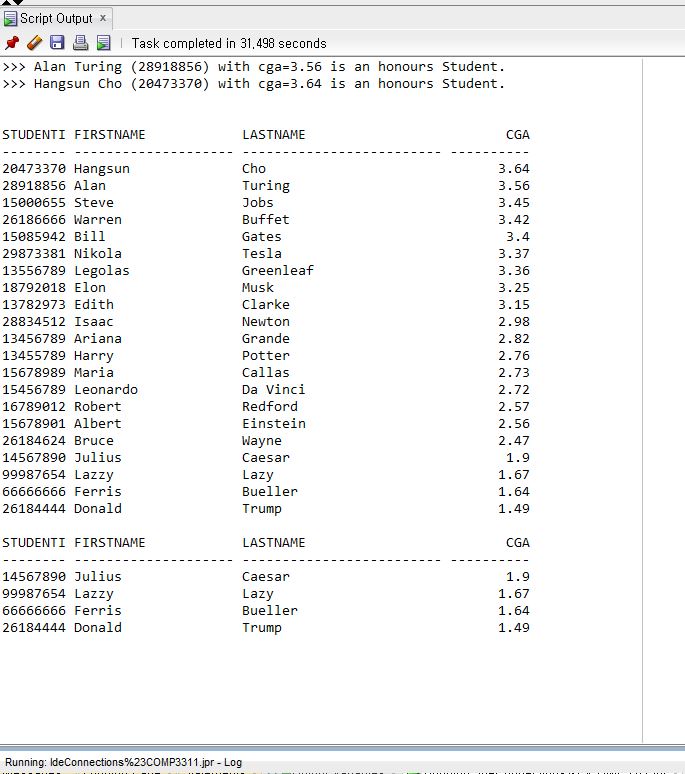 Script Output x
Task completed in 31,498 seconds
>>> Alan Turing (28918856) with cga=3.56 is an honours Student.
>>> Hangsun Cho (20473370) with cga=3.64 is an honours Student.
STUDENTI FIRSTNAME            LASTNAME                         CGA
-------- -------------------- ------------------------- ----------
20473370 Hangsun              Cho                             3.64
28918856 Alan                 Turing                          3.56
15000655 Steve                Jobs                            3.45
26186666 Warren               Buffet                          3.42
15085942 Bill                 Gates                            3.4
29873381 Nikola               Tesla                           3.37
13556789 Legolas              Greenleaf                       3.36
18792018 Elon                 Musk                            3.25
13782973 Edith                Clarke                          3.15
28834512 Isaac                Newton                          2.98
13456789 Ariana               Grande                          2.82
13455789 Harry                Potter                          2.76
15678989 Maria                Callas                          2.73
15456789 Leonardo             Da Vinci                        2.72
16789012 Robert               Redford                         2.57
15678901 Albert               Einstein                        2.56
26184624 Bruce                Wayne                           2.47
14567890 Julius               Caesar                           1.9
99987654 Lazzy                Lazy                            1.67
66666666 Ferris               Bueller                         1.64
26184444 Donald               Trump                           1.49
STUDENTI FIRSTNAME            LASTNAME                         CGA
-------- -------------------- ------------------------- ----------
14567890 Julius               Caesar                           1.9
99987654 Lazzy                Lazy                            1.67
66666666 Ferris               Bueller                         1.64
26184444 Donald               Trump                           1.49
Running: IdeConnections%23COMP3311.jpr - Log